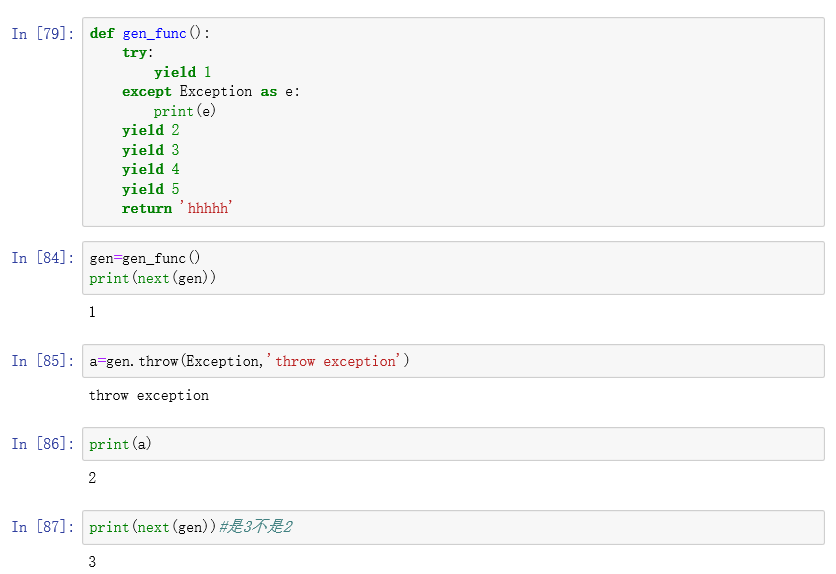 In [79]: def gen_func():
    try:
        yield 1
    except Exception as e:
        print(e)
    yield 2
    yield 3
    yield 4
    yield 5
    return 'hhhhh'
In [84]: gen=gen_func()
print(next(gen))
1
In [85]: a=gen.throw(Exception,'throw exception')
throw exception
In [86]: print(a)
2
In [87]: print(next(gen))#是3不是2
3